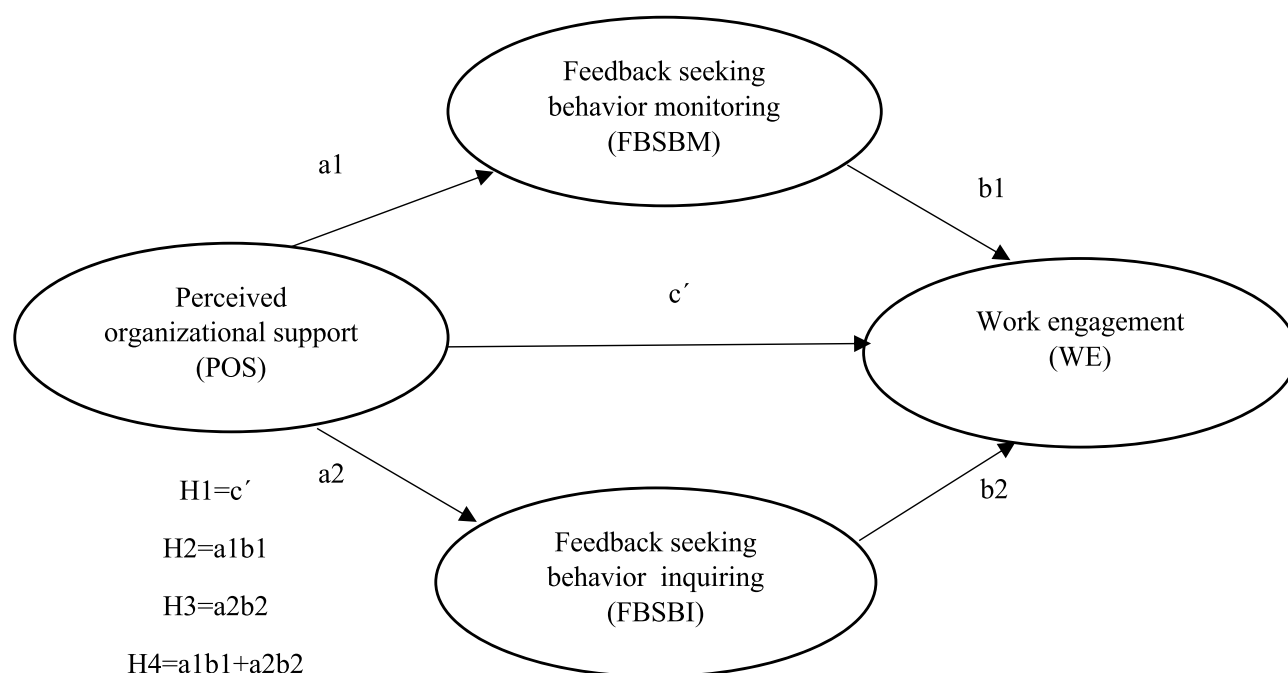 Feedback seeking
behavior monitoring
(FBSBM)
a1
b1
Perceived
organizational support
(POS)
c´
Work engagement
(WE)
a2
b2
H1=c´
H2=a1b1
H3=a2b2
H4=a1b1+a2b2
Feedback seeking
behavior inquiring
(FBSBI)